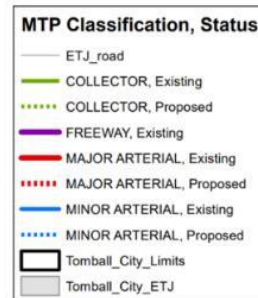 MTP Classification, Status
ETJ_road
COLLECTOR, Existing
COLLECTOR, Proposed
FREEWAY, Existing
MAJOR ARTERIAL, Existing
MAJOR ARTERIAL, Proposed
MINOR ARTERIAL, Existing
MINOR ARTERIAL, Proposed
Tomball_City_Limits
Tomball_City_ETJ